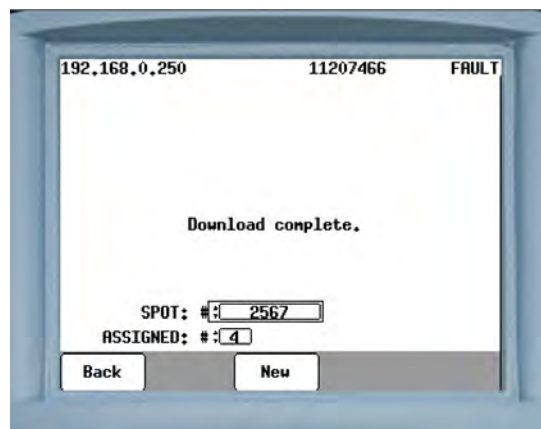 192.168.0.250 11207466 FAULT
Download complete.
SPOT: # 2567
ASSIGNED: # 4
Back New